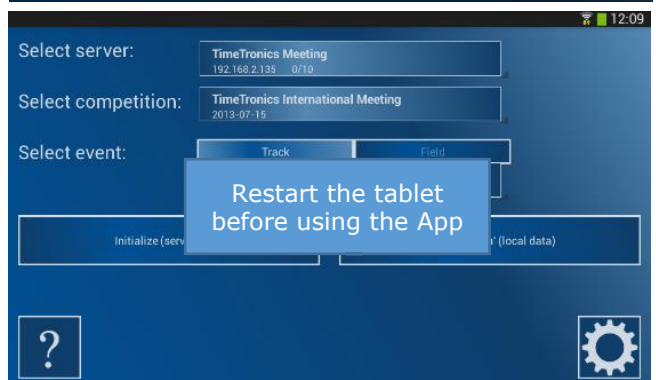 12:09
Select server:
TimeTronics Meeting
192.168.2.135 0/10
Select competition:
TimeTronics International Meeting
2013-07-15
Select event:
Track
Field
Restart the tablet
before using the App
Initialize (serv
' (local data)
?